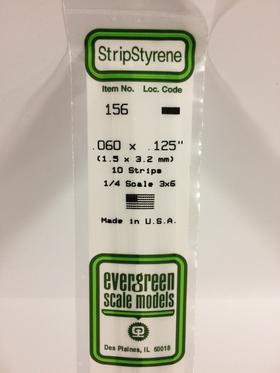 StripStyrene
Item No. Loc. Code
156
.060 x .125"
(1.5 x 3.2 mm)
10 Strips
1/4 Scale 3x6
Made in U.S.A.
evergreen
scale models
Des Plaines, IL 60018